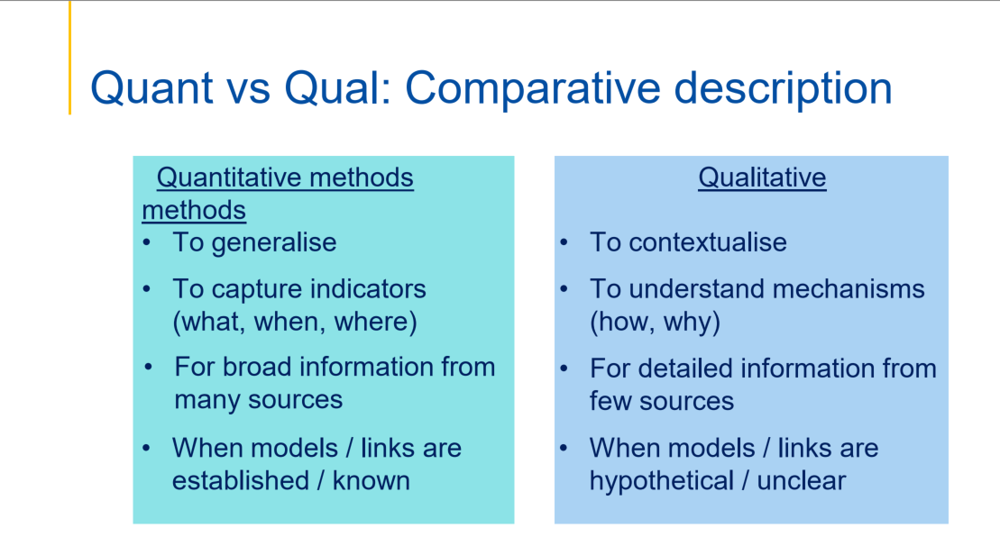 Quant vs Qual: Comparative description
Quantitative methods
methods
• To generalise
• To capture indicators
(what, when, where)
• For broad information from
many sources
• When models / links are
established / known
Qualitative
• To contextualise
• To understand mechanisms
(how, why)
• For detailed information from
few sources
• When models / links are
hypothetical / unclear